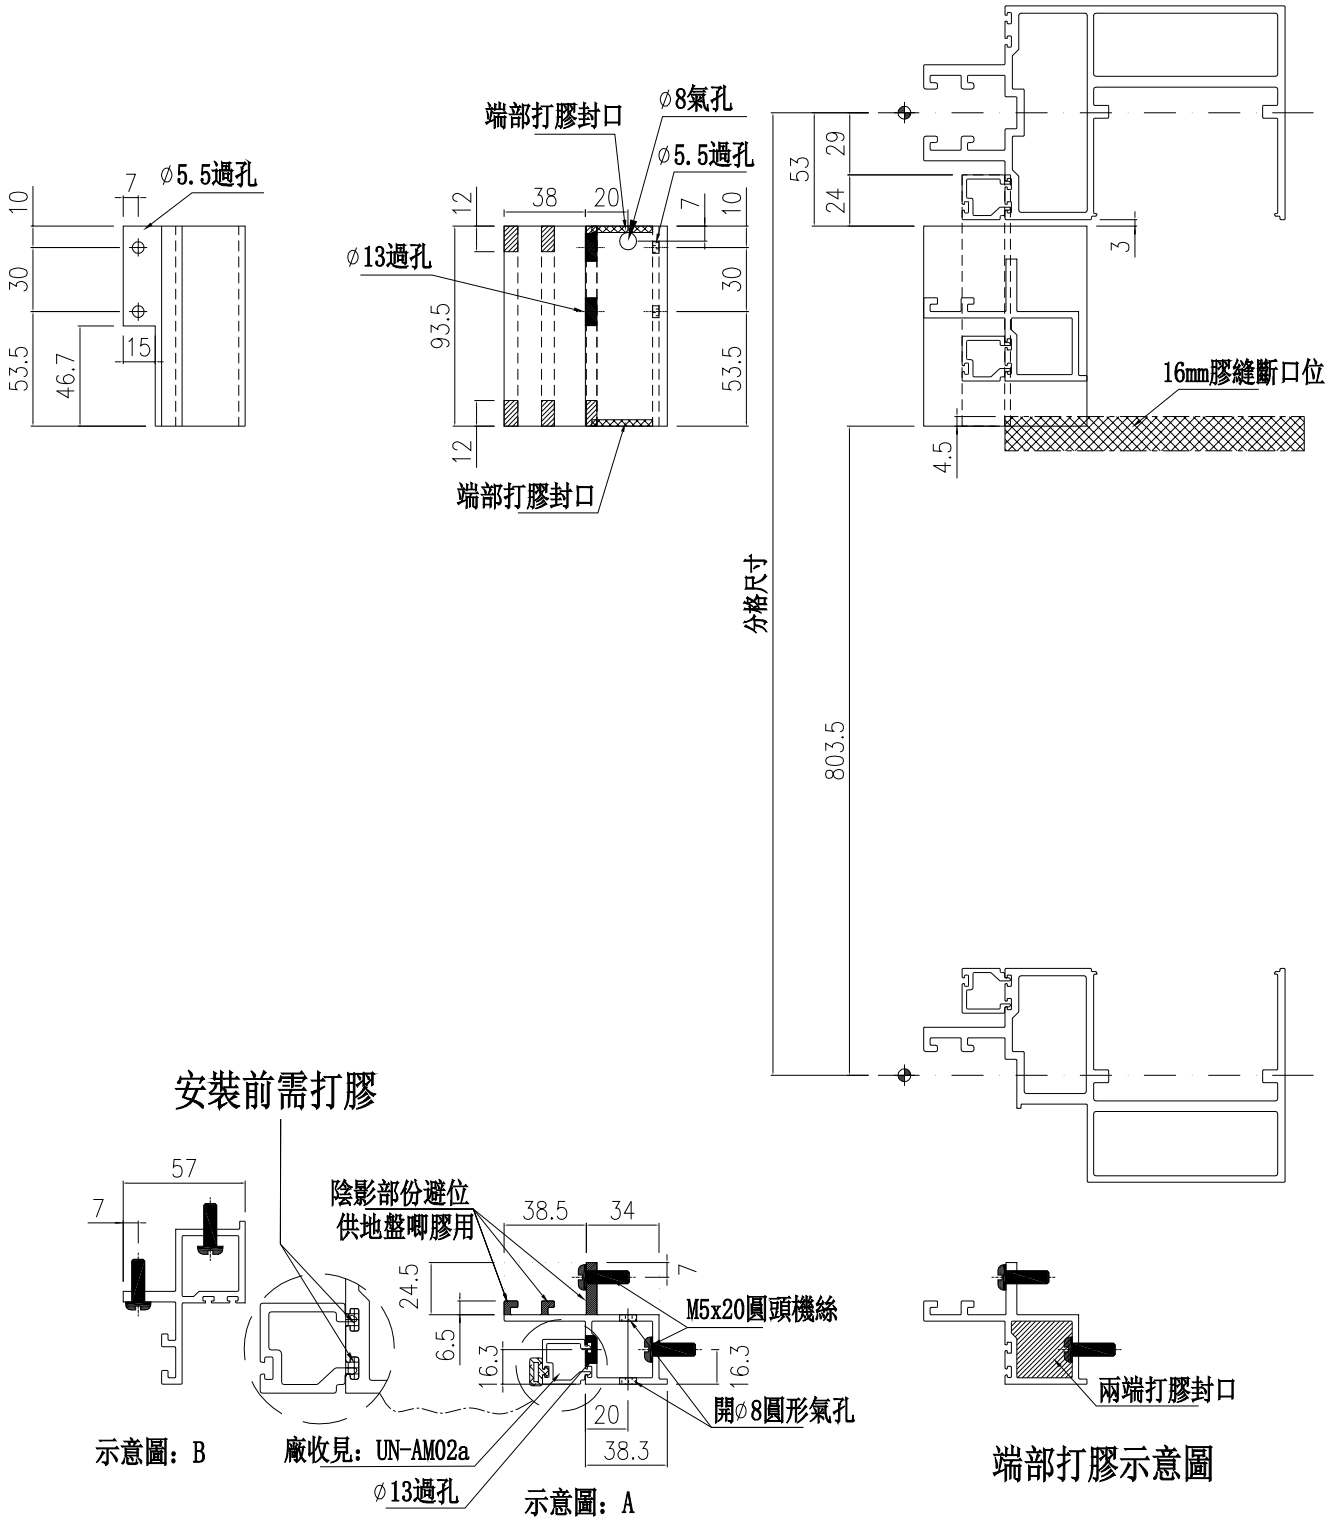 端部打膠封口
∅8氣孔
∅5.5過孔
∅5.5過孔
7
10
30
53.5
46.7
15
12
38
20
7
10
∅13過孔
93.5
30
53.5
12
端部打膠封口
53
29
24
3
16mm膠縫斷口位
4.5
分格尺寸
803.5
安裝前需打膠
57
7
陰影部份避位
供地盤唧膠用
38.5
34
24.5
7
6.5
M5x20圓頭機絲
16.3
16.3
開∅8圓形氣孔
20
38.3
兩端打膠封口
示意圖: B
廠收見: UN-AM02a
∅13過孔
示意圖: A
端部打膠示意圖